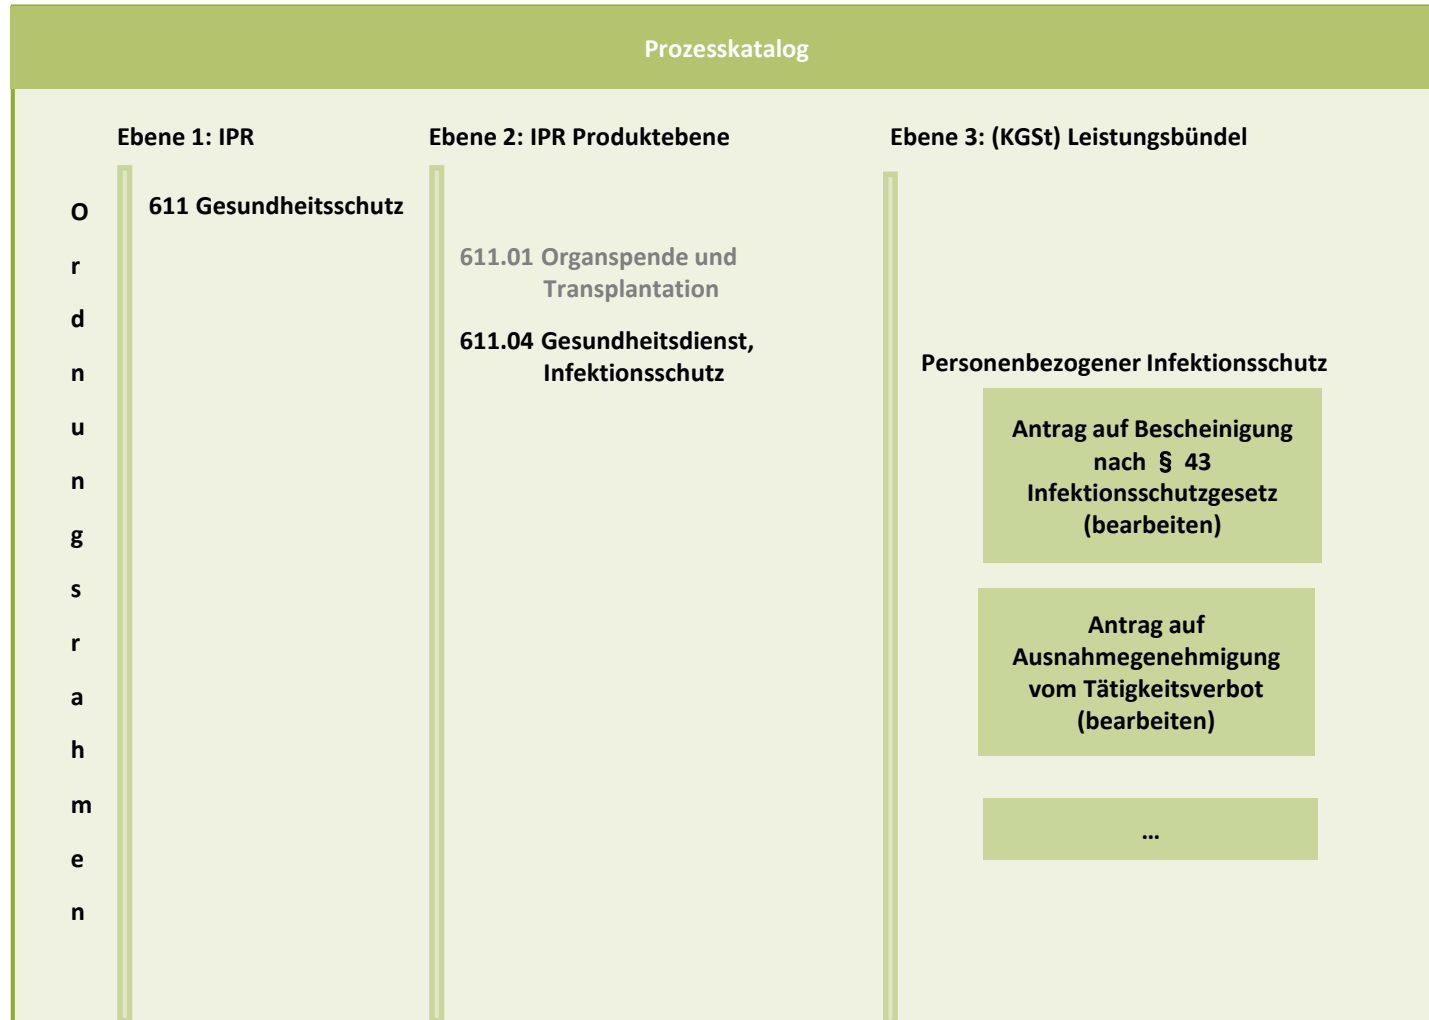 Prozesskatalog
Ebene 1: IPR
Ebene 2: IPR Produktebene
Ebene 3: (KGSt) Leistungsbündel
O
r
d
n
u
n
g
s
r
a
h
m
e
n
611 Gesundheitsschutz
611.01 Organspende und
Transplantation
611.04 Gesundheitsdienst,
Infektionsschutz
Personenbezogener Infektionsschutz
Antrag auf Bescheinigung
nach § 43
Infektionsschutzgesetz
(bearbeiten)
Antrag auf
Ausnahmegenehmigung
vom Tätigkeitsverbot
(bearbeiten)
…